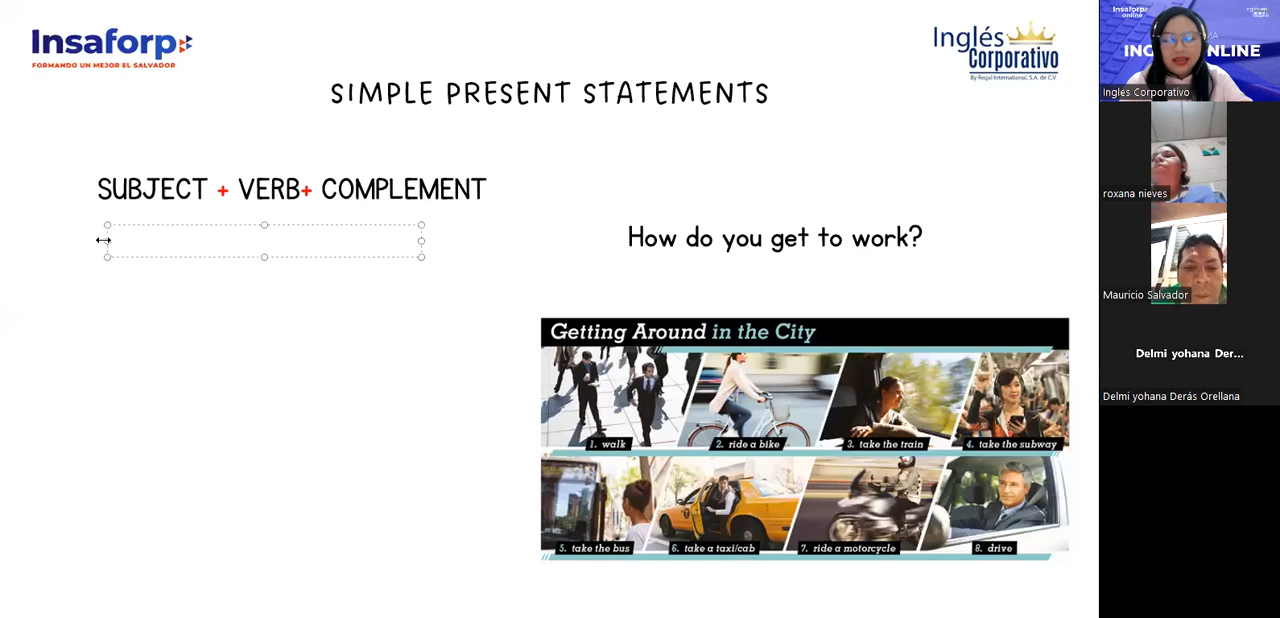 Insaforp
FORMANDO UN MEJOR EL SALVADOR
Inglés
Corporativo
By Regal International, S.A. de C.V
SIMPLE PRESENT STATEMENTS
SUBJECT + VERB+ COMPLEMENT
How do you get to work?
Getting Around in the City
1. walk
2. ride a bike
3. take the train
4. take the subway
5. take the bus
6. take a taxi/cab
7. ride a motorcycle
8. drive
Insaforp
online
ING
NLINE
Ingles Corporativo
roxana nieves
Mauricio Salvador
Delmi yohana Der...
Delmi yohana Derás Orellana